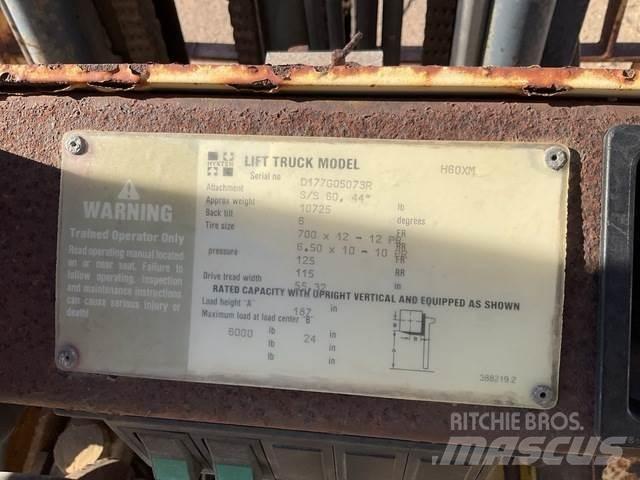 HYSTER
LIFT TRUCK MODEL H60XM
Serial no D177G05073R
Attachment S/S 60, 44"
Approx weight 10725 lb
Back tilt 6 degrees
Tire size 700 x 12 - 12 PR FR
6.50 x 10 - 10 PR RR
pressure 125 FR
115 RR
Drive tread width 55.32 in
RATED CAPACITY WITH UPRIGHT VERTICAL AND EQUIPPED AS SHOWN
Load height "A" 187 in
Maximum load at load center "B"
6000 lb 24 in
lb in
lb in
388219.2
WARNING
Trained Operator Only
Read operating manual located
on or near seat. Failure to
follow operating, inspection
and maintenance instructions
can cause serious injury or
death!
RITCHIE BROS.
MASCUS